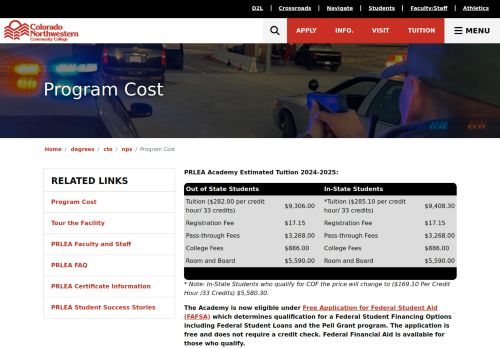 D2L | Crossroads | Navigate | Students | Faculty/Staff | Athletics
Colorado
Northwestern
Community College
APPLY INFO. VISIT TUITION MENU
Program Cost
Home / degrees / cte / nps / Program Cost
RELATED LINKS
Program Cost
Tour the Facility
PRLEA Faculty and Staff
PRLEA FAQ
PRLEA Certificate Information
PRLEA Student Success Stories
PRLEA Academy Estimated Tuition 2024-2025:
Out of State Students In-State Students
Tuition ($282.00 per credit hour/ 33 credits) $9,306.00 *Tuition ($285.10 per credit hour/ 33 credits) $9,408.30
Registration Fee $17.15 Registration Fee $17.15
Pass-through Fees $3,268.00 Pass-through Fees $3,268.00
College Fees $886.00 College Fees $886.00
Room and Board $5,590.00 Room and Board $5,590.00
* Note: In-State Students who qualify for COF the price will change to ($169.10 Per Credit
Hour /33 Credits) $5,580.30.
The Academy is now eligible under Free Application for Federal Student Aid
(FAFSA) which determines qualification for a Federal Student Financing Options
including Federal Student Loans and the Pell Grant program. The application is
free and does not require a credit check. Federal Financial Aid is available for
those who qualify.